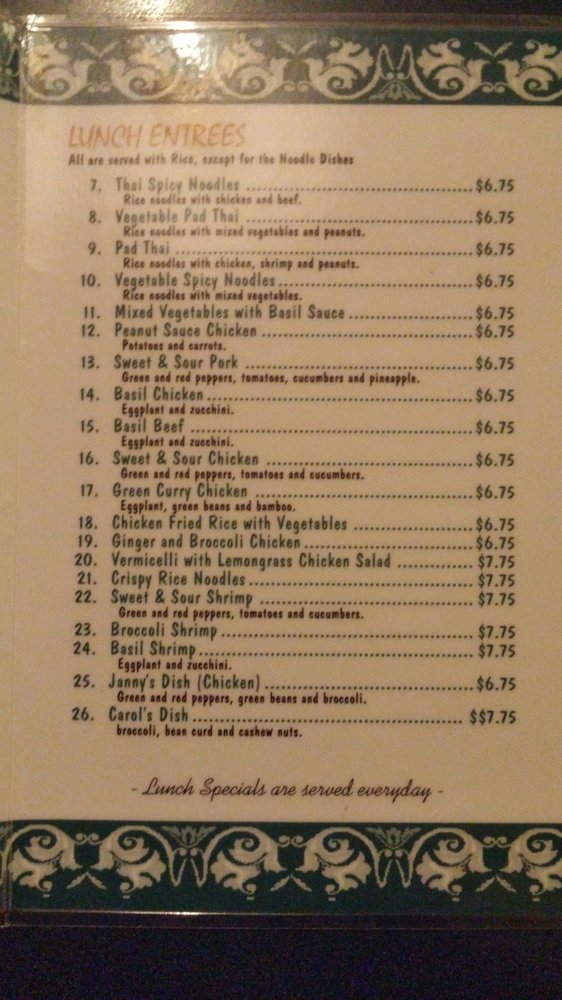 LUNCH ENTREES
All are served with Rice, except for the Noodle Dishes
7. Thai Spicy Noodles ........ $6.75
Rice noodles with chicken and beef.
8. Vegetable Pad Thai ........ $6.75
Rice noodles with mixed vegetables and peanuts.
9. Pad Thai ........ $6.75
Rice noodles with chicken, shrimp and peanuts.
10. Vegetable Spicy Noodles ........ $6.75
Rice noodles with mixed vegetables.
11. Mixed Vegetables with Basil Sauce ........ $6.75
12. Peanut Sauce Chicken ........ $6.75
Potatoes and carrots.
13. Sweet & Sour Pork ........ $6.75
Green and red peppers, tomatoes, cucumbers and pineapple.
14. Basil Chicken ........ $6.75
Eggplant and zucchini.
15. Basil Beef ........ $6.75
Eggplant and zucchini.
16. Sweet & Sour Chicken ........ $6.75
Green and red peppers, tomatoes and cucumbers.
17. Green Curry Chicken ........ $6.75
Eggplant, green beans and bamboo.
18. Chicken Fried Rice with Vegetables ........ $6.75
19. Ginger and Broccoli Chicken ........ $6.75
20. Vermicelli with Lemongrass Chicken Salad ........ $7.75
21. Crispy Rice Noodles ........ $7.75
22. Sweet & Sour Shrimp ........ $7.75
Green and red peppers, tomatoes and cucumbers.
23. Broccoli Shrimp ........ $7.75
24. Basil Shrimp ........ $7.75
Eggplant and zucchini.
25. Janny's Dish (Chicken) ........ $6.75
Green and red peppers, green beans and broccoli.
26. Carol's Dish ........ $$7.75
broccoli, bean curd and cashew nuts.
- Lunch Specials are served everyday -